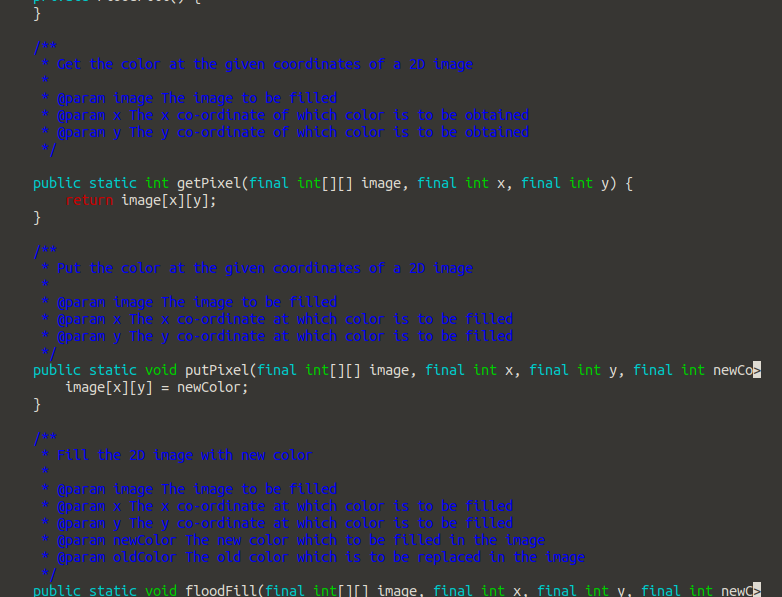 }
/**
 * Get the color at the given coordinates of a 2D image
 *
 * @param image The image to be filled
 * @param x The x co-ordinate of which color is to be obtained
 * @param y The y co-ordinate of which color is to be obtained
 */
public static int getPixel(final int[][] image, final int x, final int y) {
return image[x][y];
}
/**
 * Put the color at the given coordinates of a 2D image
 *
 * @param image The image to be filled
 * @param x The x co-ordinate at which color is to be filled
 * @param y The y co-ordinate at which color is to be filled
 */
public static void putPixel(final int[][] image, final int x, final int y, final int newCo>
image[x][y] = newColor;
}
/**
 * Fill the 2D image with new color
 *
 * @param image The image to be filled
 * @param x The x co-ordinate at which color is to be filled
 * @param y The y co-ordinate at which color is to be filled
 * @param newColor The new color which to be filled in the image
 * @param oldColor The old color which is to be replaced in the image
 */
public static void floodFill(final int[][] image, final int x, final int y, final int newC>